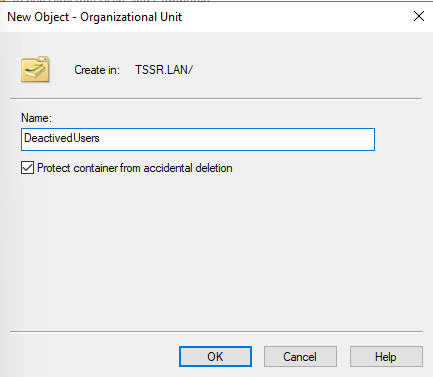 New Object - Organizational Unit
Create in: TSSR.LAN/
Name:
DeactivedUsers
Protect container from accidental deletion
OK Cancel Help